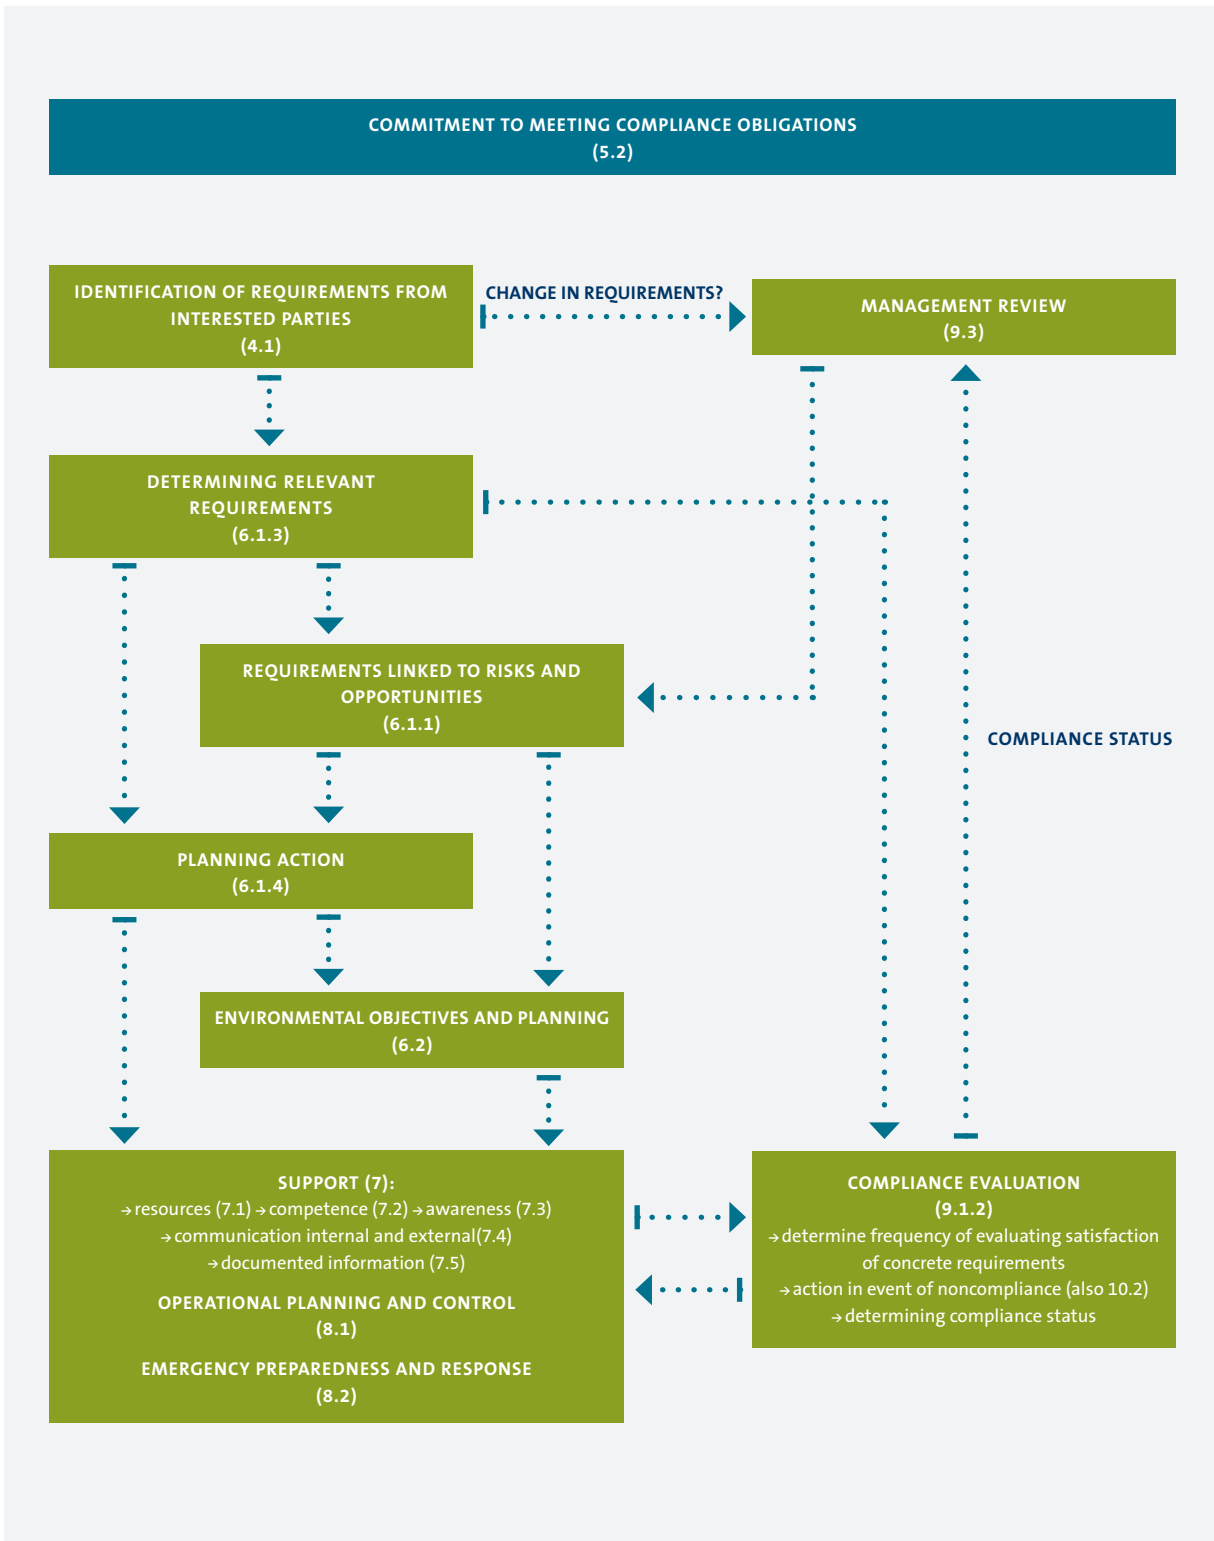 COMMITMENT TO MEETING COMPLIANCE OBLIGATIONS
(5.2)
IDENTIFICATION OF REQUIREMENTS FROM
INTERESTED PARTIES
(4.1)
CHANGE IN REQUIREMENTS?
MANAGEMENT REVIEW
(9.3)
DETERMINING RELEVANT
REQUIREMENTS
(6.1.3)
REQUIREMENTS LINKED TO RISKS AND
OPPORTUNITIES
(6.1.1)
COMPLIANCE STATUS
PLANNING ACTION
(6.1.4)
ENVIRONMENTAL OBJECTIVES AND PLANNING
(6.2)
SUPPORT (7):
→ resources (7.1) → competence (7.2) → awareness (7.3)
→ communication internal and external(7.4)
→ documented information (7.5)
OPERATIONAL PLANNING AND CONTROL
(8.1)
EMERGENCY PREPAREDNESS AND RESPONSE
(8.2)
COMPLIANCE EVALUATION
(9.1.2)
→ determine frequency of evaluating satisfaction
of concrete requirements
→ action in event of noncompliance (also 10.2)
→ determining compliance status